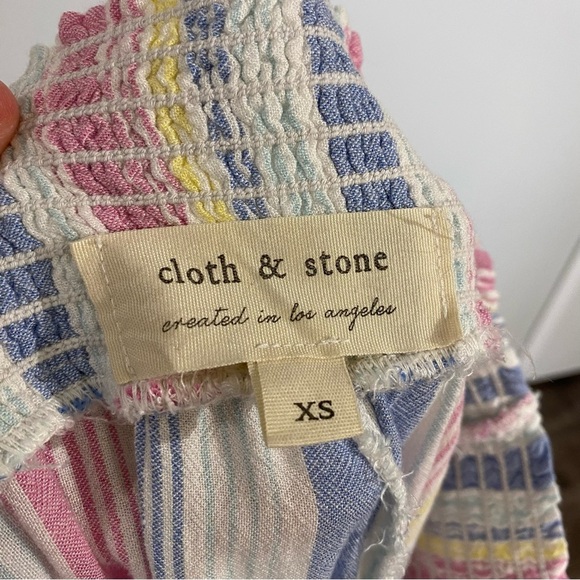 cloth & stone
created in los angeles
XS